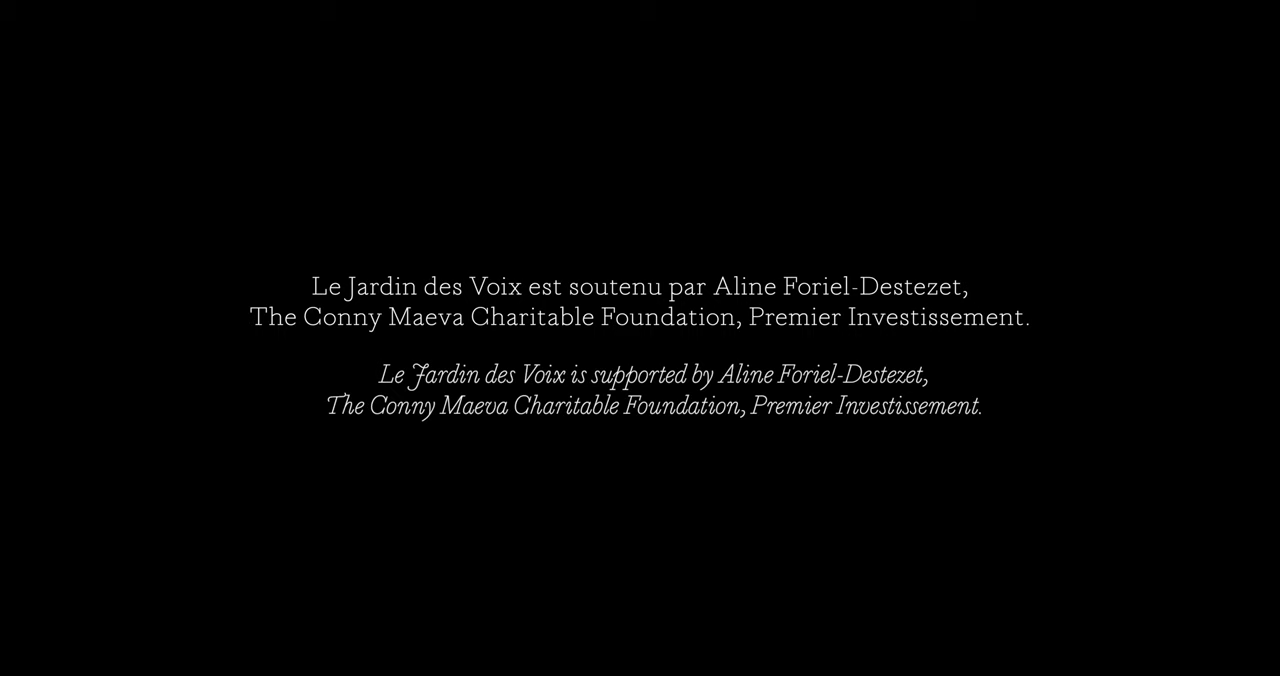 Le Jardin des Voix est soutenu par Aline Foriel-Destezet,
The Conny Maeva Charitable Foundation, Premier Investissement.
Le Jardin des Voix is supported by Aline Foriel-Destezet,
The Conny Maeva Charitable Foundation, Premier Investissement.